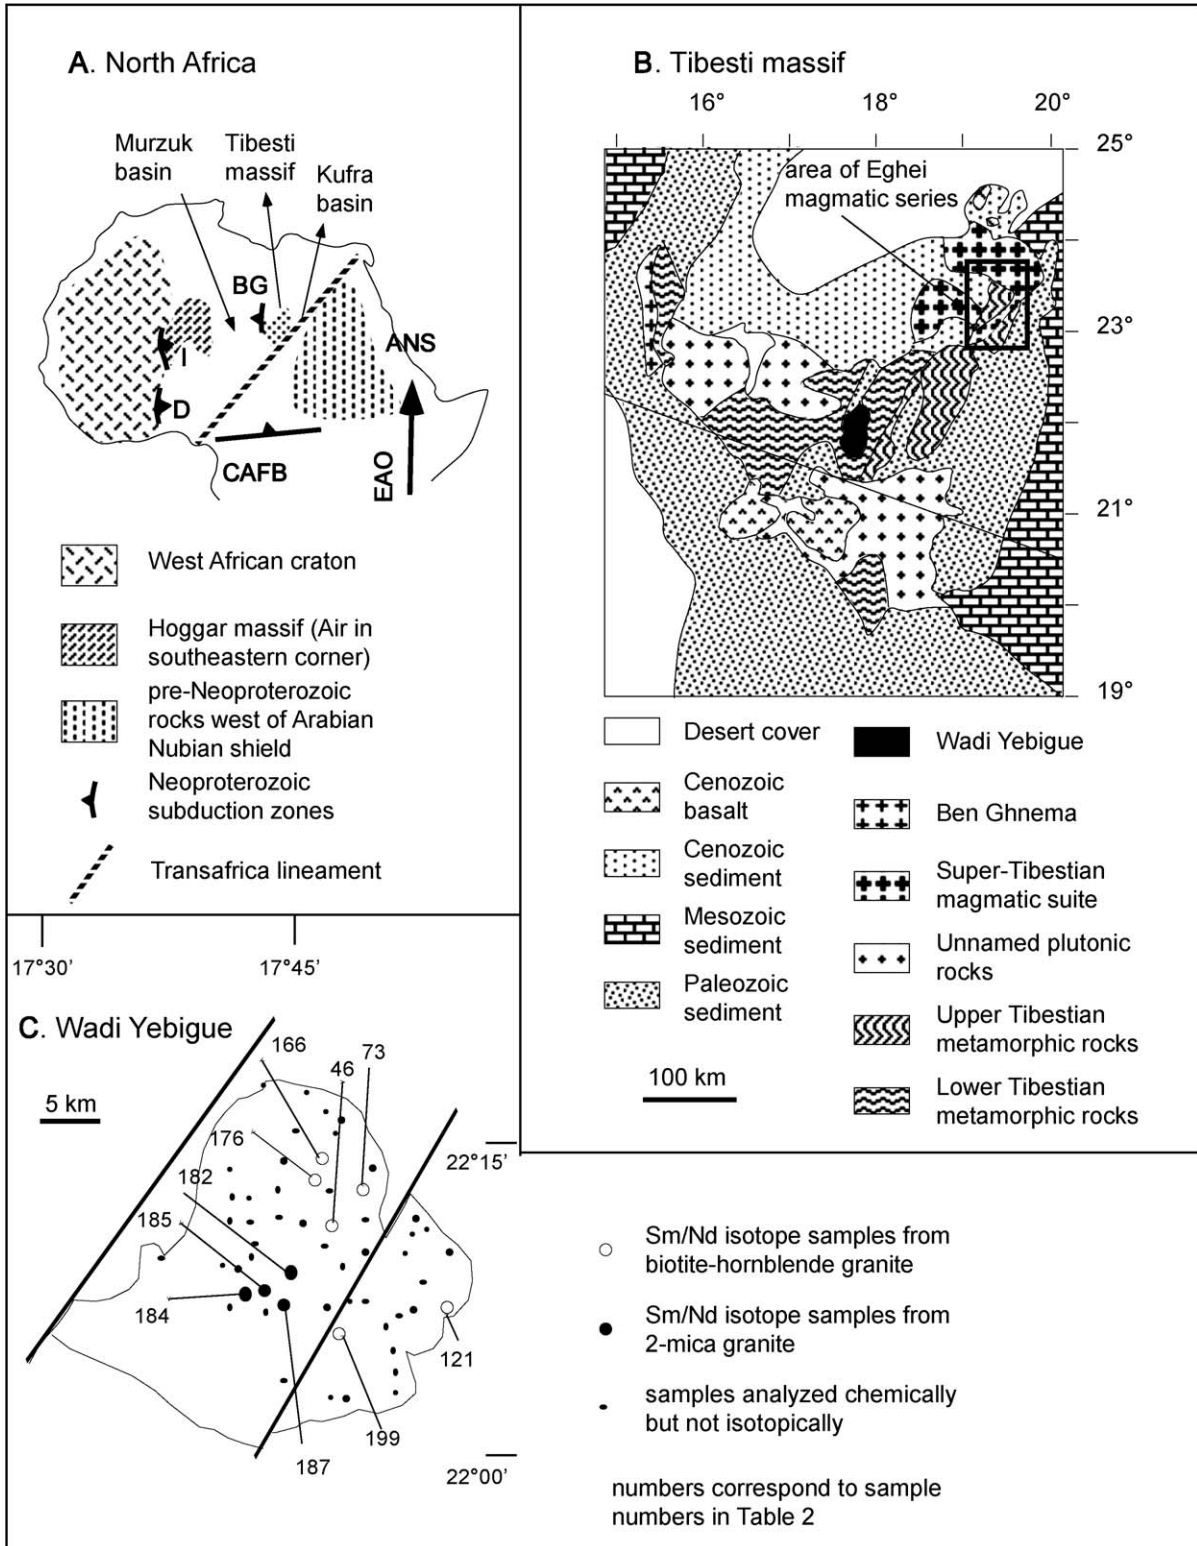 A. North Africa
Murzuk
basin
Tibesti
massif
Kufra
basin
BG
ANS
I
D
CAFB
EAO
West African craton
Hoggar massif (Air in
southeastern corner)
pre-Neoproterozoic
rocks west of Arabian
Nubian shield
Neoproterozoic
subduction zones
Transafrica lineament
B. Tibesti massif
16°
18°
20°
25°
area of Eghei
magmatic series
23°
21°
19°
Desert cover
Cenozoic
basalt
Cenozoic
sediment
Mesozoic
sediment
Paleozoic
sediment
100 km
Wadi Yebigue
Ben Ghnema
Super-Tibestian
magmatic suite
Unnamed plutonic
rocks
Upper Tibestian
metamorphic rocks
Lower Tibestian
metamorphic rocks
17°30'
17°45'
C. Wadi Yebigue
5 km
166
46
73
176
182
185
184
22°15'
121
199
187
22°00'
Sm/Nd isotope samples from
biotite-hornblende granite
Sm/Nd isotope samples from
2-mica granite
samples analyzed chemically
but not isotopically
numbers correspond to sample
numbers in Table 2